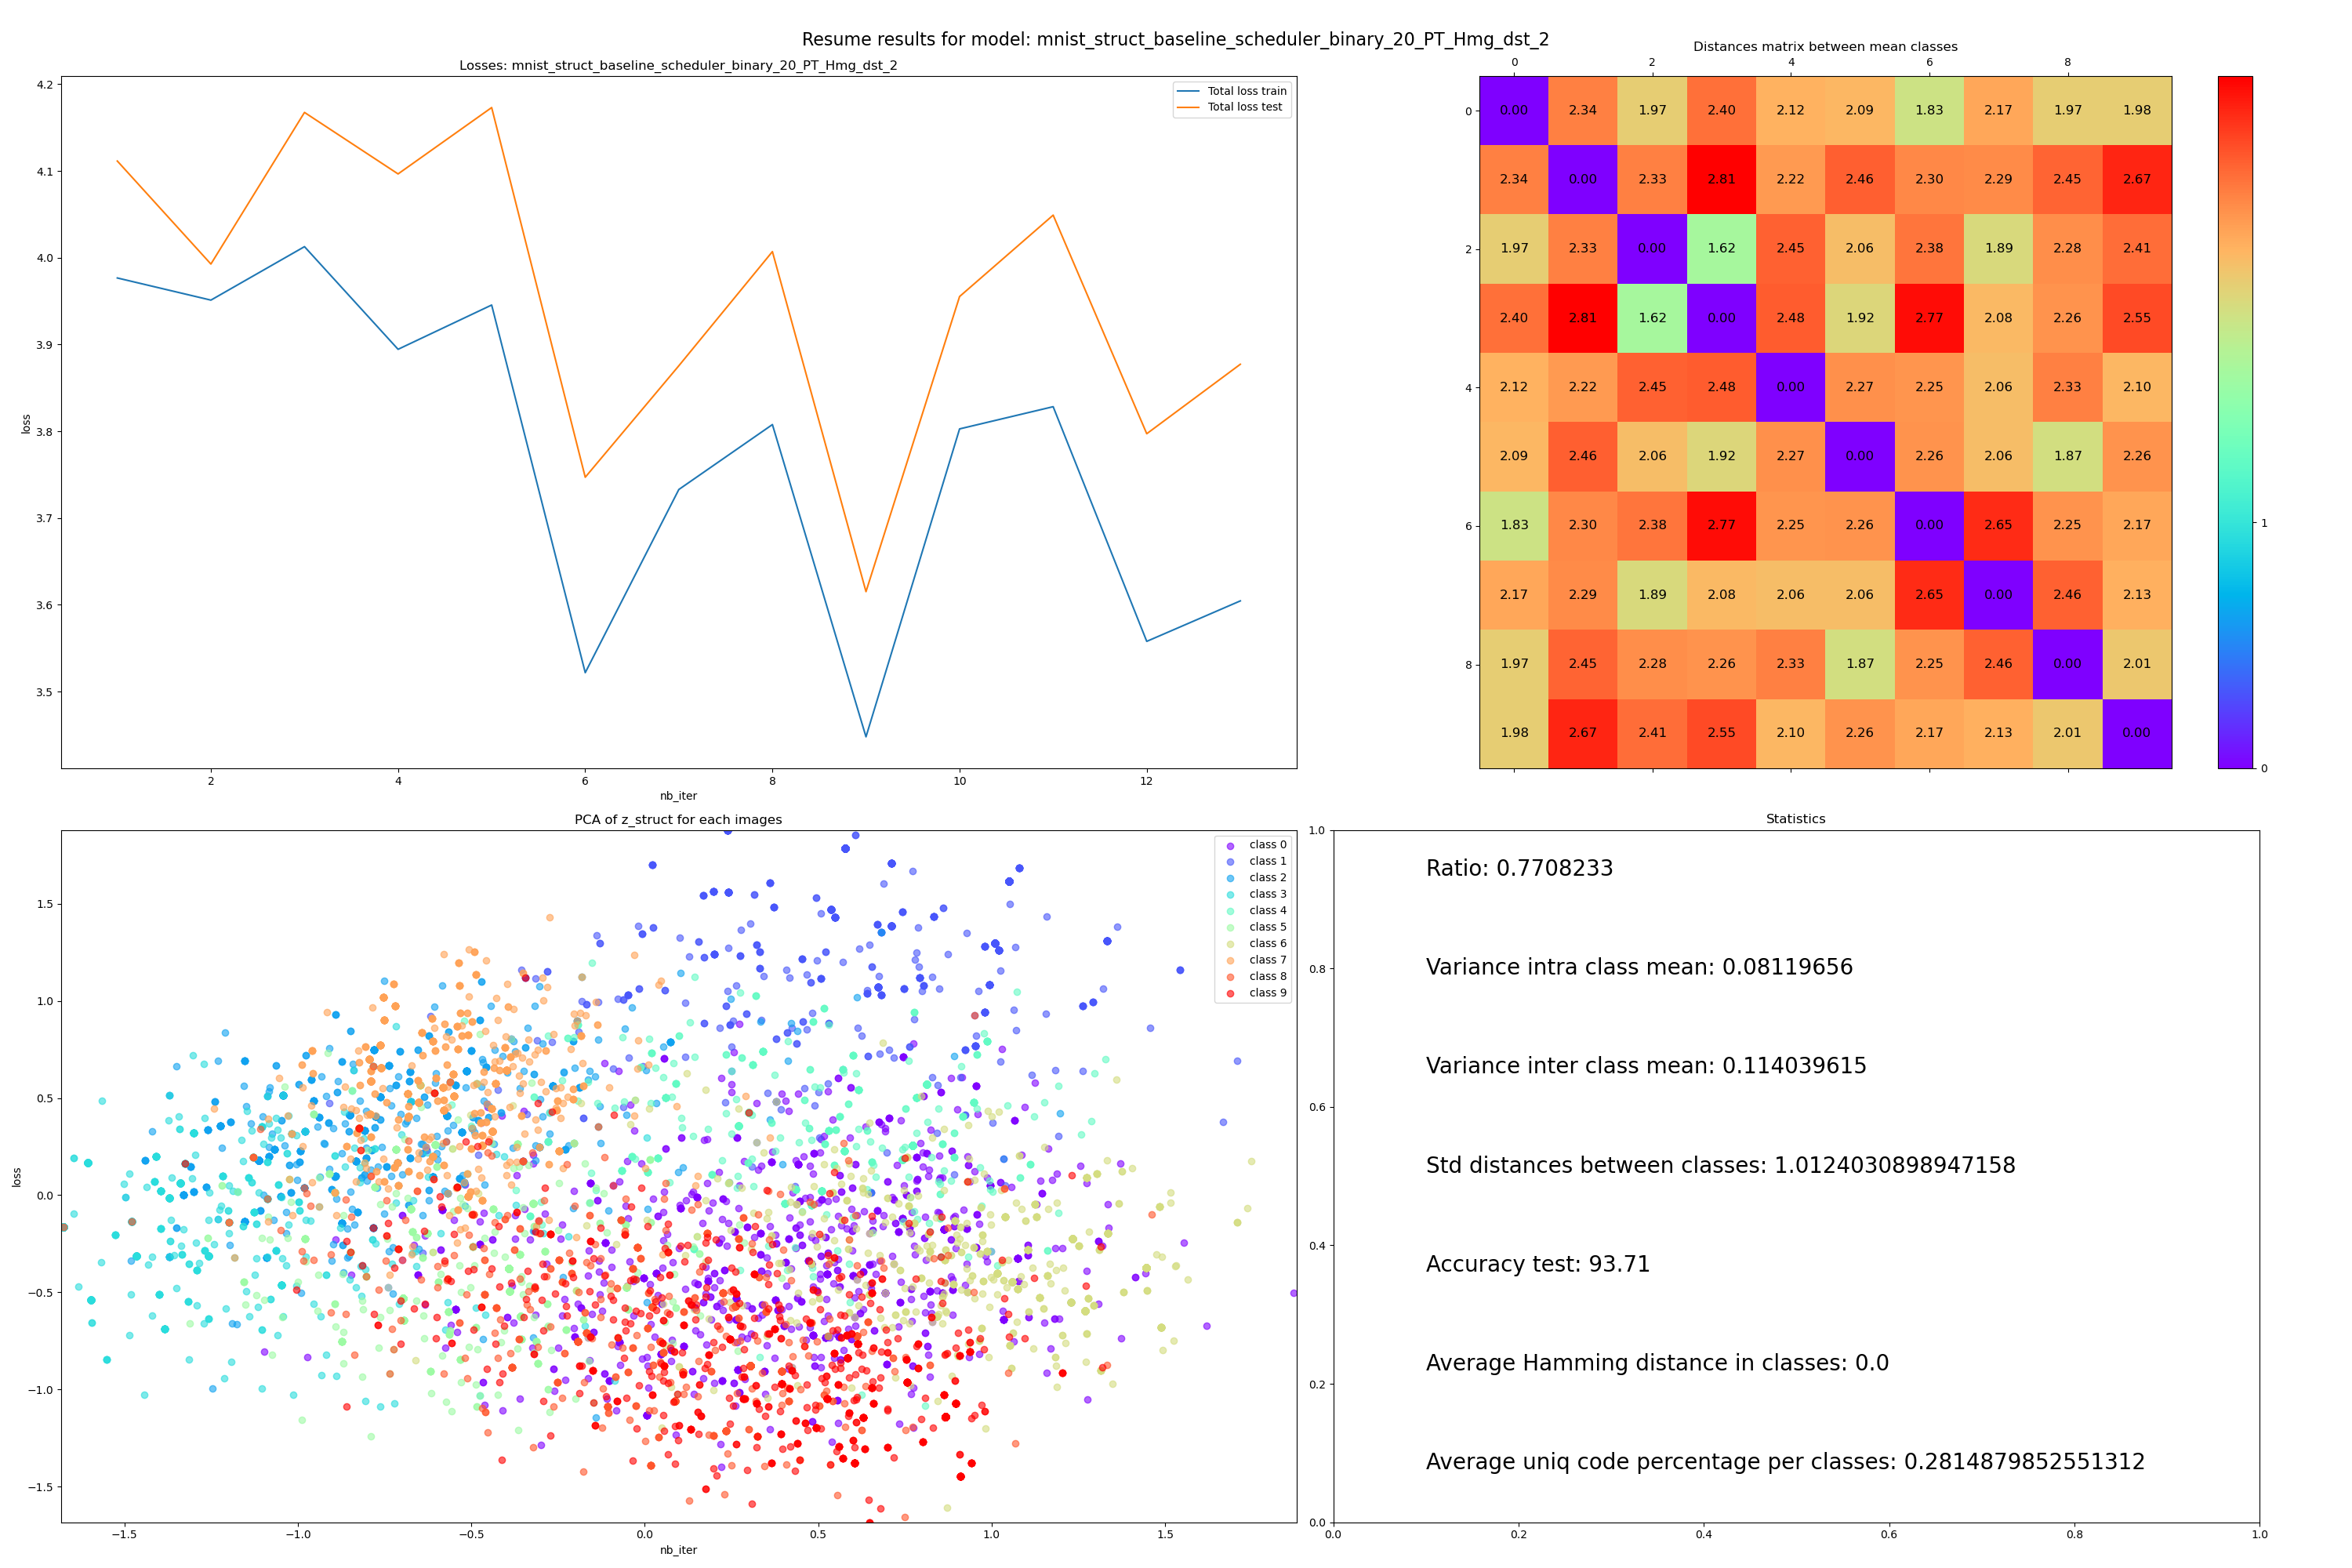 Resume results for model: mnist_struct_baseline_scheduler_binary_20_PT_Hmg_dst_2
Losses: mnist_struct_baseline_scheduler_binary_20_PT_Hmg_dst_2
Total loss train
Total loss test
4.2
4.1
4.0
3.9
3.8
3.7
3.6
3.5
loss
2 4 6 8 10 12
nb_iter
Distances matrix between mean classes
0 2 4 6 8
0 0.00 2.34 1.97 2.40 2.12 2.09 1.83 2.17 1.97 1.98
2.34 0.00 2.33 2.81 2.22 2.46 2.30 2.29 2.45 2.67
2 1.97 2.33 0.00 1.62 2.45 2.06 2.38 1.89 2.28 2.41
2.40 2.81 1.62 0.00 2.48 1.92 2.77 2.08 2.26 2.55
4 2.12 2.22 2.45 2.48 0.00 2.27 2.25 2.06 2.33 2.10
2.09 2.46 2.06 1.92 2.27 0.00 2.26 2.06 1.87 2.26
6 1.83 2.30 2.38 2.77 2.25 2.26 0.00 2.65 2.25 2.17
2.17 2.29 1.89 2.08 2.06 2.06 2.65 0.00 2.46 2.13
8 1.97 2.45 2.28 2.26 2.33 1.87 2.25 2.46 0.00 2.01
1.98 2.67 2.41 2.55 2.10 2.26 2.17 2.13 2.01 0.00
1
0
PCA of z_struct for each images
class 0
class 1
class 2
class 3
class 4
class 5
class 6
class 7
class 8
class 9
1.5
1.0
0.5
0.0
−0.5
−1.0
−1.5
loss
−1.5 −1.0 −0.5 0.0 0.5 1.0 1.5
nb_iter
Statistics
1.0
0.8
0.6
0.4
0.2
0.0
Ratio: 0.7708233
Variance intra class mean: 0.08119656
Variance inter class mean: 0.114039615
Std distances between classes: 1.0124030898947158
Accuracy test: 93.71
Average Hamming distance in classes: 0.0
Average uniq code percentage per classes: 0.2814879852551312
0.0 0.2 0.4 0.6 0.8 1.0